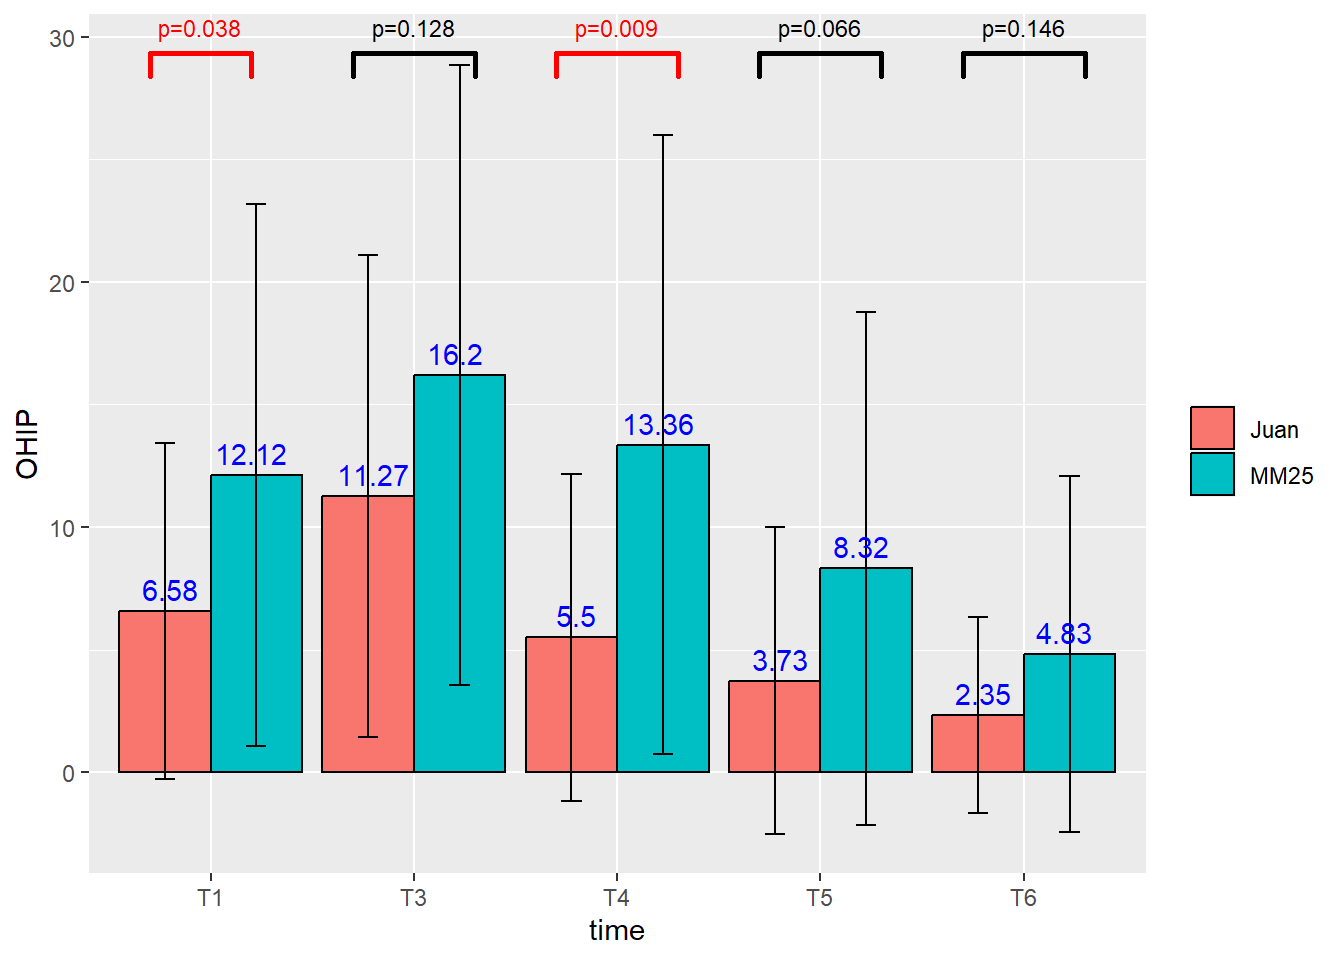 p=0.038 p=0.128 p=0.009 p=0.066 p=0.146
30
20
10
0
OHIP
6.58
12.12
11.27
16.2
5.5
13.36
3.73
8.32
2.35
4.83
T1 T3 T4 T5 T6
time
Juan
MM25